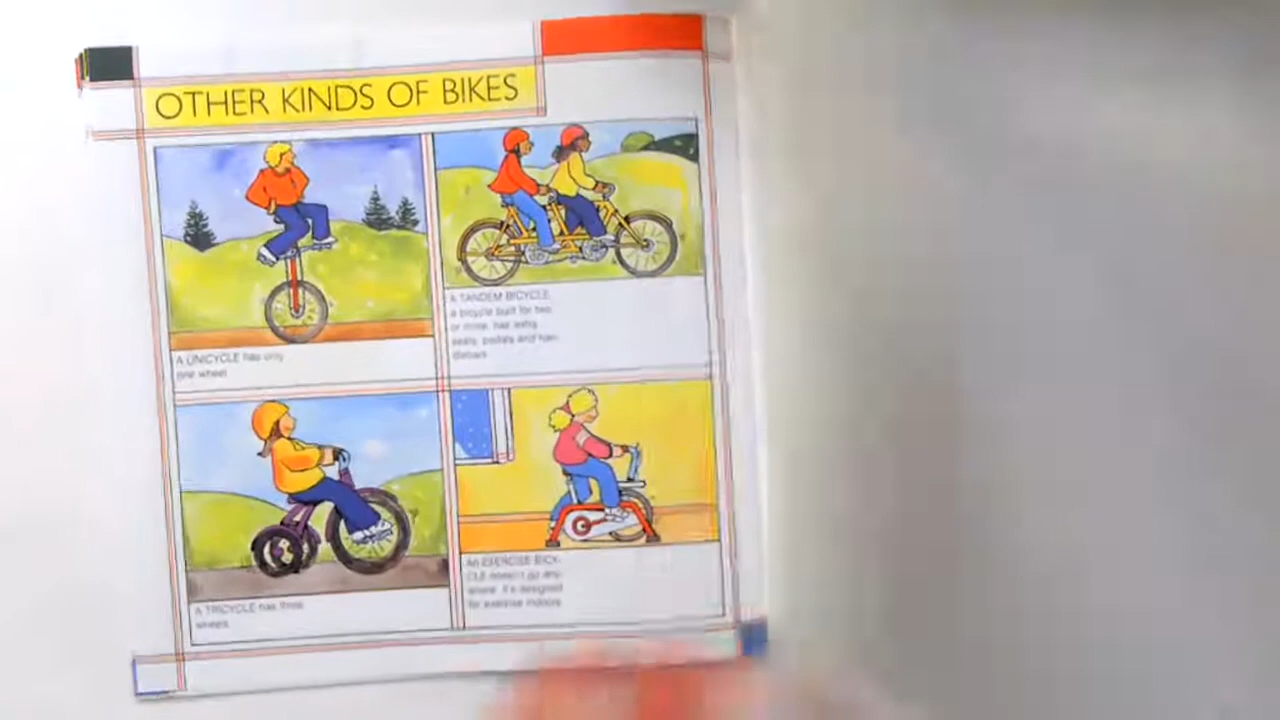 OTHER KINDS OF BIKES
A UNICYCLE has only
one wheel.
A TANDEM BICYCLE,
a bicycle built for two
or more, has extra
seats, pedals and han-
dlebars.
A TRICYCLE has three
wheels.
An EXERCISE BICY-
CLE doesn't go any-
where. It's designed
for exercise indoors.